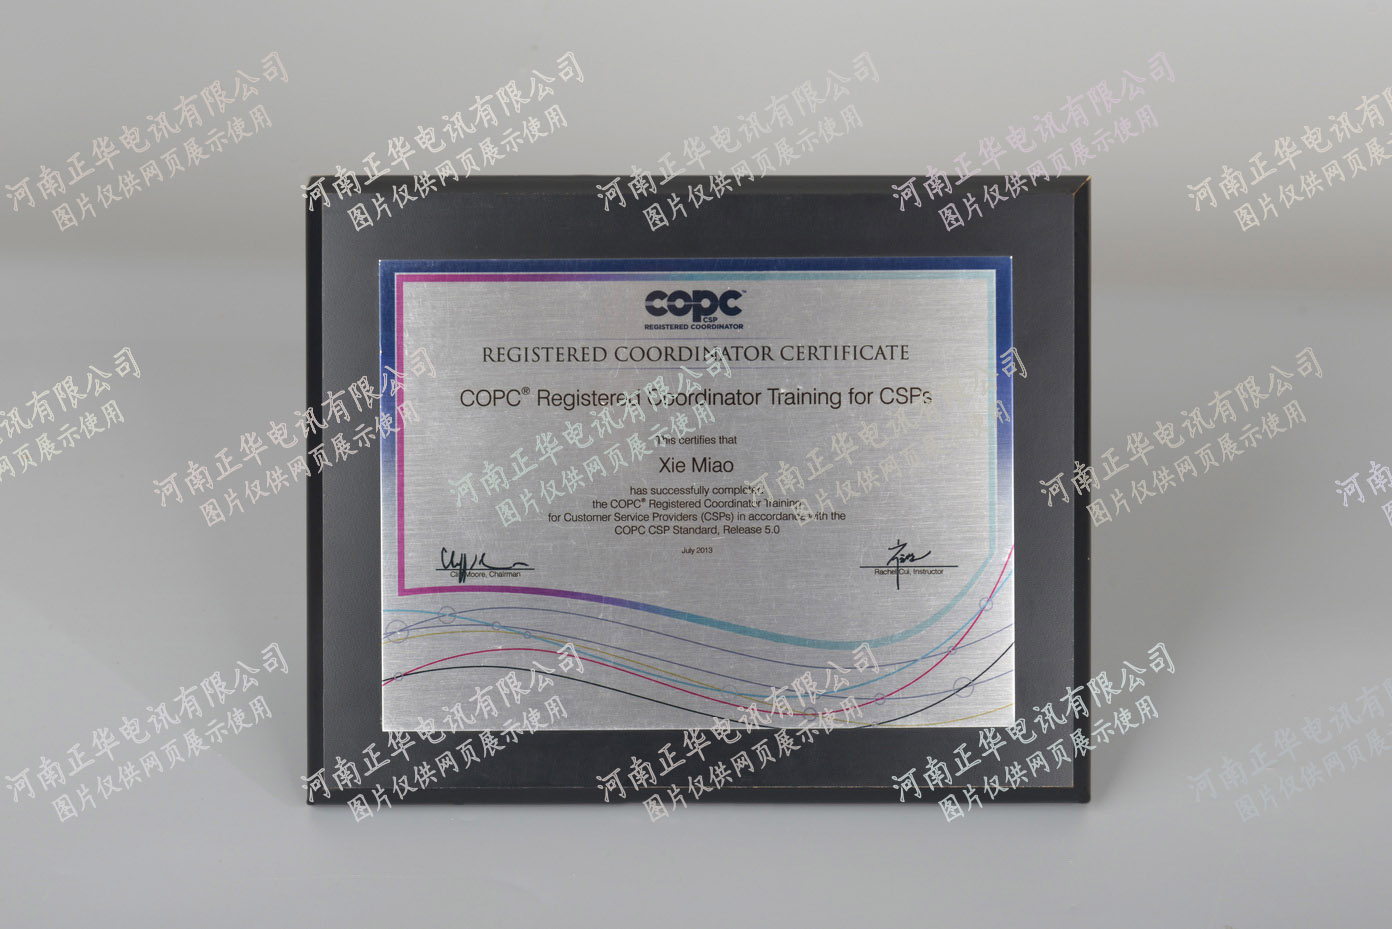 copc™
CSP
REGISTERED COORDINATOR
REGISTERED COORDINATOR CERTIFICATE
COPC® Registered Coordinator Training for CSPs
This certifies that
Xie Miao
has successfully completed
the COPC® Registered Coordinator Training
for Customer Service Providers (CSPs) in accordance with the
COPC CSP Standard, Release 5.0
July 2013
Cliff Moore, Chairman
Rachel Cui, Instructor
河南正华电讯有限公司
图片仅供网页展示使用